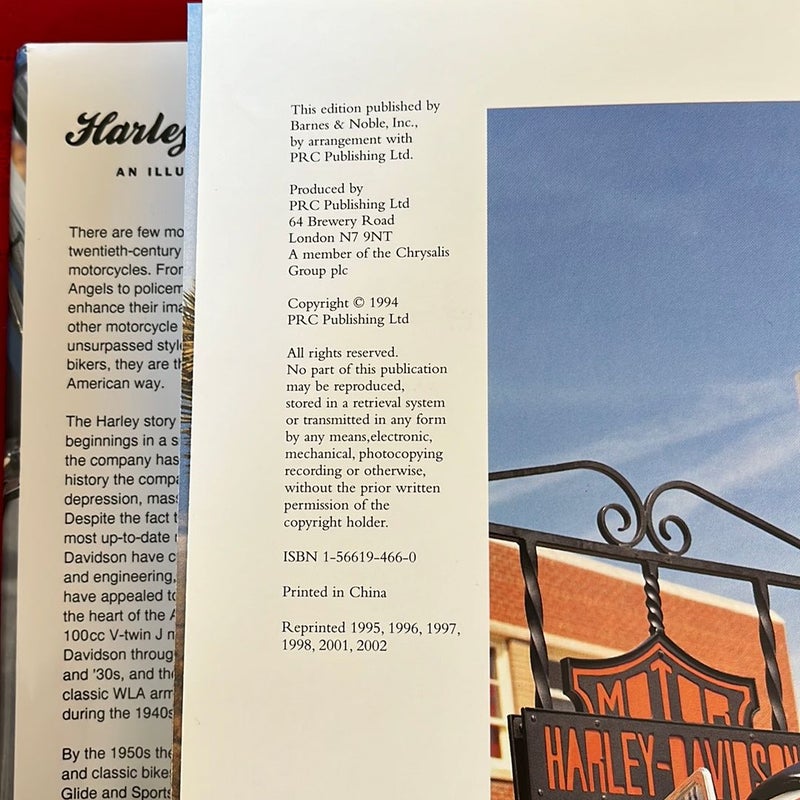 Harley
AN ILLU
There are few mo
twentieth-century
motorcycles. From
Angels to policem
enhance their ima
other motorcycle
unsurpassed style
bikers, they are th
American way.
The Harley story
beginnings in a s
the company has
history the compa
depression, mass
Despite the fact t
most up-to-date
Davidson have c
and engineering,
have appealed to
the heart of the A
100cc V-twin J m
Davidson throug
and '30s, and the
classic WLA arm
during the 1940s
By the 1950s the
and classic bike
Glide and Sports
This edition published by
Barnes & Noble, Inc.,
by arrangement with
PRC Publishing Ltd.
Produced by
PRC Publishing Ltd
64 Brewery Road
London N7 9NT
A member of the Chrysalis
Group plc
Copyright © 1994
PRC Publishing Ltd
All rights reserved.
No part of this publication
may be reproduced,
stored in a retrieval system
or transmitted in any form
by any means,electronic,
mechanical, photocopying
recording or otherwise,
without the prior written
permission of the
copyright holder.
ISBN 1-56619-466-0
Printed in China
Reprinted 1995, 1996, 1997,
1998, 2001, 2002
MOTOR
HARLEY-DAVIDSON